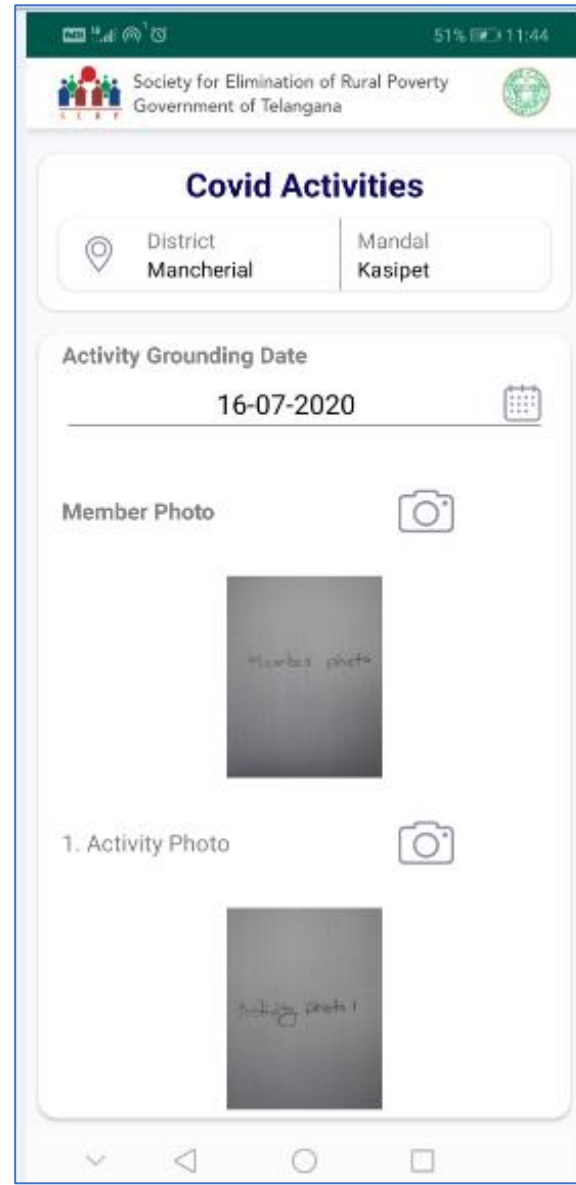 51% 11:44
Society for Elimination of Rural Poverty
Government of Telangana
S E R P
Covid Activities
District Mandal
Mancherial Kasipet
Activity Grounding Date
16-07-2020
Member Photo
Member photo
1. Activity Photo
Activity photo 1